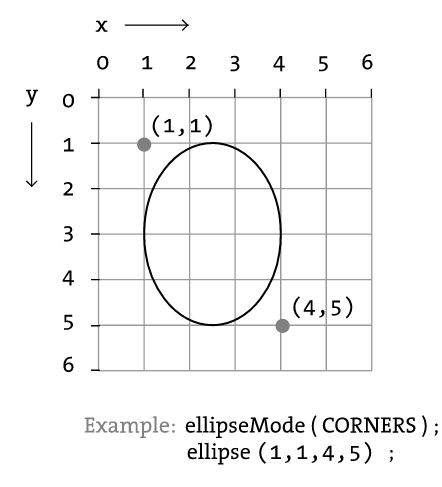 x
0 1 2 3 4 5 6
y
0
(1,1)
1
2
3
4
(4,5)
5
6
Example: ellipseMode ( CORNERS ) ;
ellipse (1,1,4,5) ;